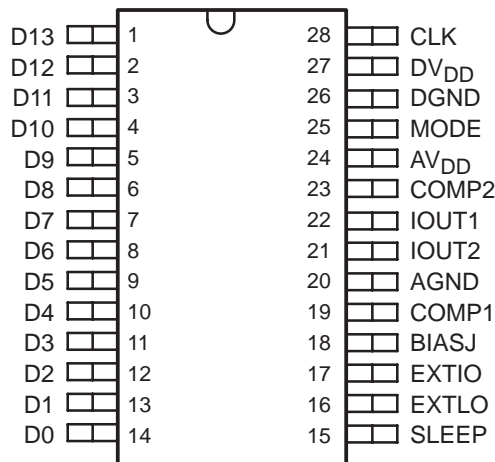 D13 1 28 CLK
D12 2 27 DVDD
D11 3 26 DGND
D10 4 25 MODE
D9 5 24 AVDD
D8 6 23 COMP2
D7 7 22 IOUT1
D6 8 21 IOUT2
D5 9 20 AGND
D4 10 19 COMP1
D3 11 18 BIASJ
D2 12 17 EXTIO
D1 13 16 EXTLO
D0 14 15 SLEEP